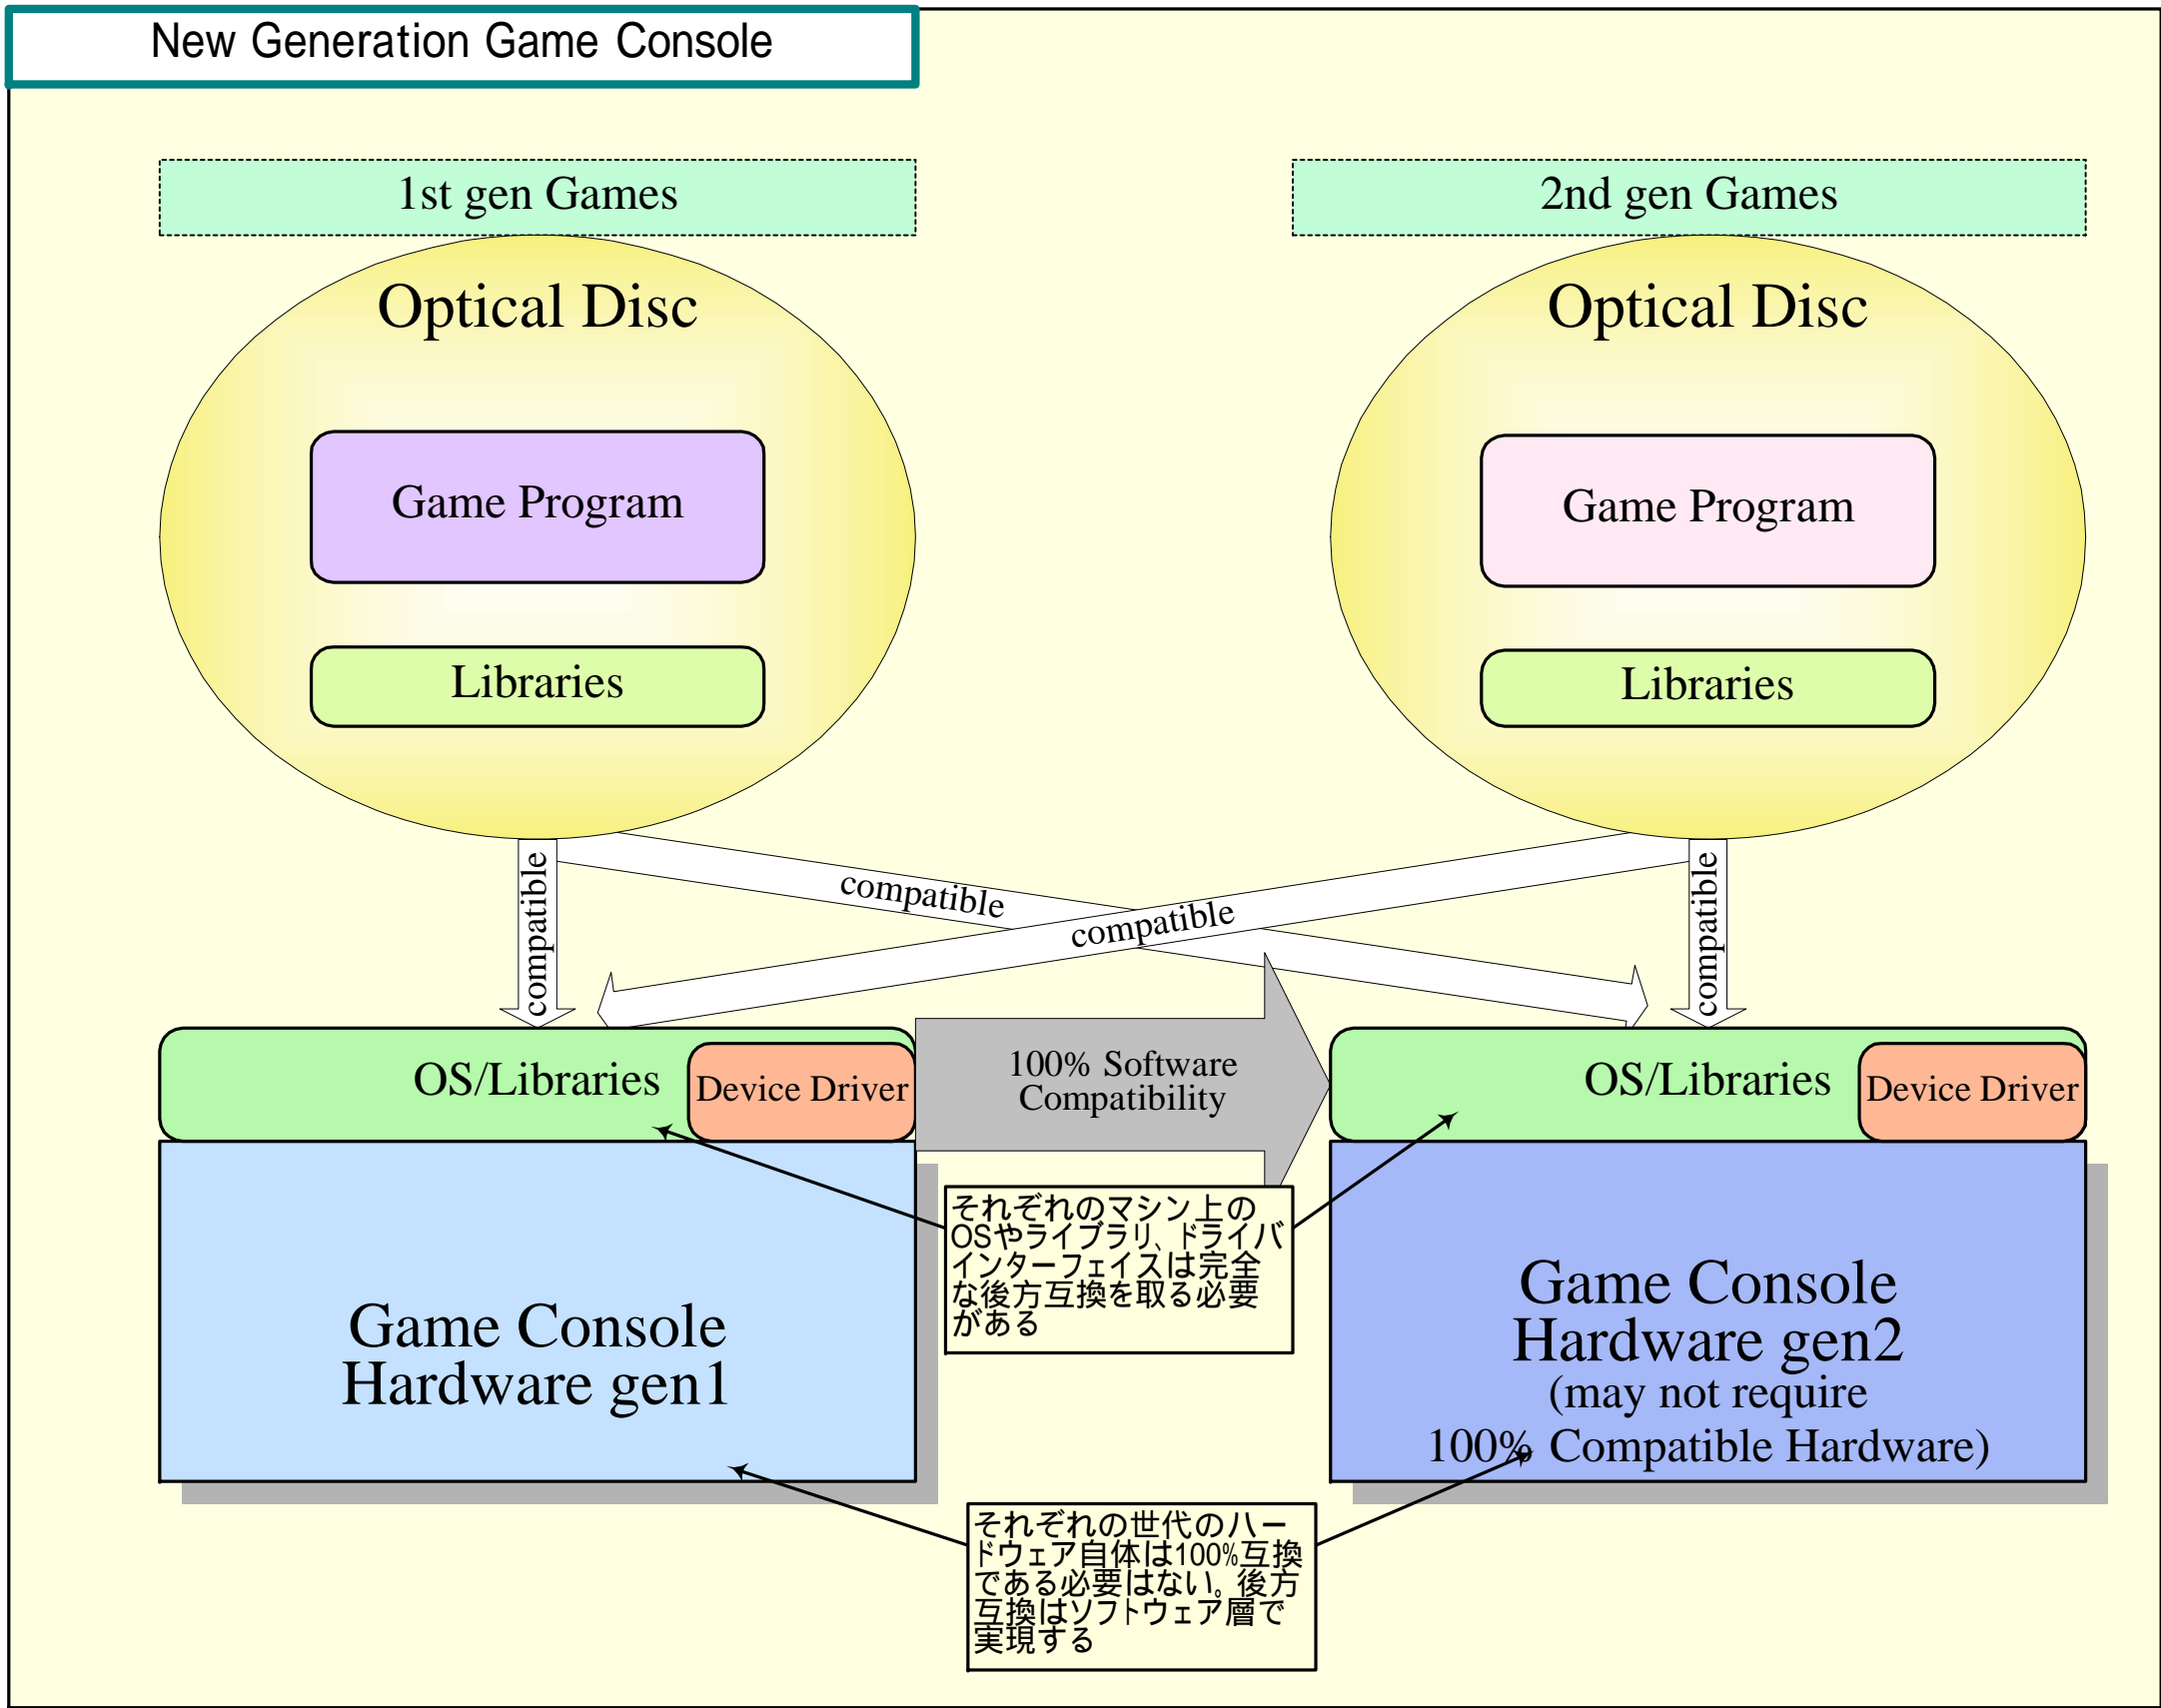 New Generation Game Console
1st gen Games
2nd gen Games
Optical Disc
Optical Disc
Game Program
Game Program
Libraries
Libraries
compatible
compatible
compatible
compatible
OS/Libraries
Device Driver
100% Software
Compatibility
OS/Libraries
Device Driver
それぞれのマシン上の
OSやライブラリ、ドライバ
インターフェイスは完全
な後方互換を取る必要
がある
Game Console
Hardware gen1
Game Console
Hardware gen2
(may not require
100% Compatible Hardware)
それぞれの世代のハー
ドウェア自体は100%互換
である必要はない。後方
互換はソフトウェア層で
実現する